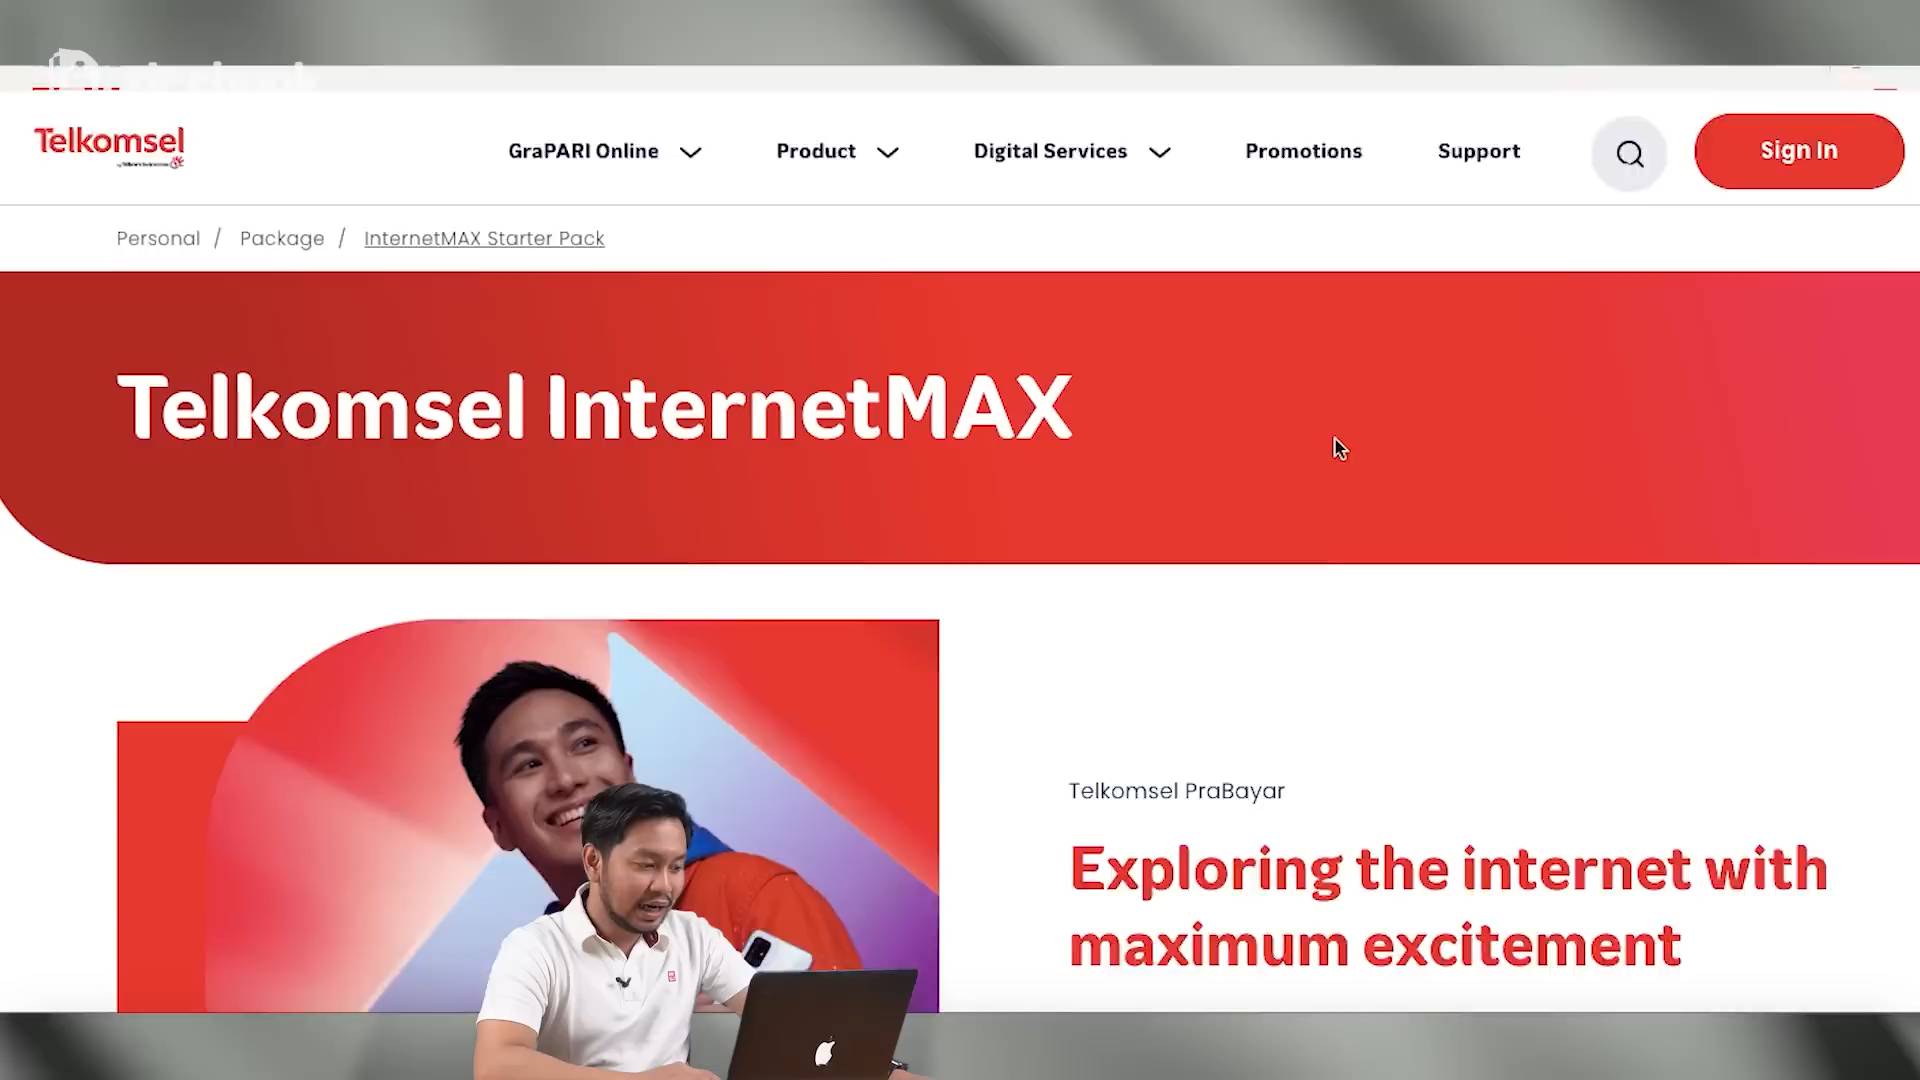 Telkomsel
GraPARI Online
Product
Digital Services
Promotions
Support
Sign In
Personal / Package / InternetMAX Starter Pack
Telkomsel InternetMAX
Telkomsel PraBayar
Exploring the internet with
maximum excitement